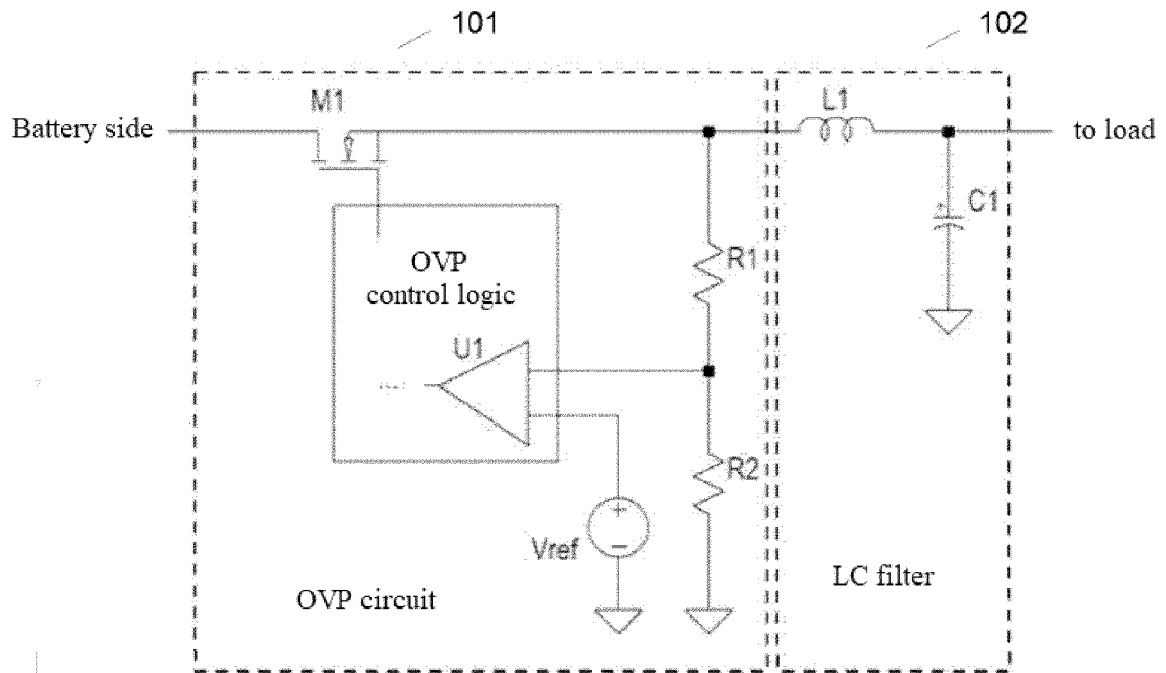 101
102
M1
L1
Battery side
to load
C1
OVP
control logic
R1
U1
R2
Vref
+
−
LC filter
OVP circuit